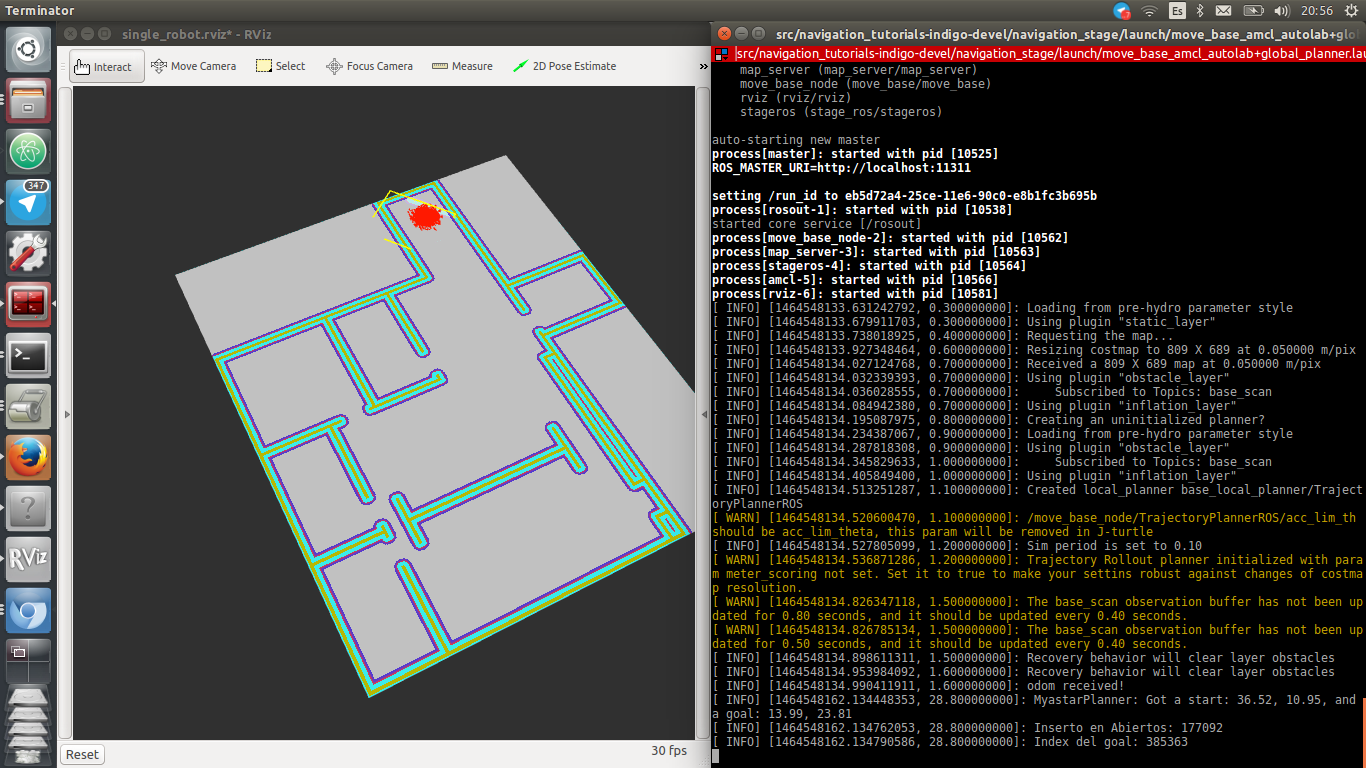 Terminator
Es
20:56
single_robot.rviz* - RViz
Interact
Move Camera
Select
Focus Camera
Measure
2D Pose Estimate
»
347
RViz
Reset
30 fps
src/navigation_tutorials-indigo-devel/navigation_stage/launch/move_base_amcl_autolab+glo
src/navigation_tutorials-indigo-devel/navigation_stage/launch/move_base_amcl_autolab+global_planner.lau
map_server (map_server/map_server)
move_base_node (move_base/move_base)
rviz (rviz/rviz)
stageros (stage_ros/stageros)
auto-starting new master
process[master]: started with pid [10525]
ROS_MASTER_URI=http://localhost:11311
setting /run_id to eb5d72a4-25ce-11e6-90c0-e8b1fc3b695b
process[rosout-1]: started with pid [10538]
started core service [/rosout]
process[move_base_node-2]: started with pid [10562]
process[map_server-3]: started with pid [10563]
process[stageros-4]: started with pid [10564]
process[amcl-5]: started with pid [10566]
process[rviz-6]: started with pid [10581]
[ INFO] [1464548133.631242792, 0.300000000]: Loading from pre-hydro parameter style
[ INFO] [1464548133.679911703, 0.300000000]: Using plugin "static_layer"
[ INFO] [1464548133.738018925, 0.400000000]: Requesting the map...
[ INFO] [1464548133.927348464, 0.600000000]: Resizing costmap to 809 X 689 at 0.050000 m/pix
[ INFO] [1464548134.027124768, 0.700000000]: Received a 809 X 689 map at 0.050000 m/pix
[ INFO] [1464548134.032339393, 0.700000000]: Using plugin "obstacle_layer"
[ INFO] [1464548134.036028555, 0.700000000]:     Subscribed to Topics: base_scan
[ INFO] [1464548134.084942380, 0.700000000]: Using plugin "inflation_layer"
[ INFO] [1464548134.195087975, 0.800000000]: Creating an uninitialized planner?
[ INFO] [1464548134.234387067, 0.900000000]: Loading from pre-hydro parameter style
[ INFO] [1464548134.287818308, 0.900000000]: Using plugin "obstacle_layer"
[ INFO] [1464548134.345829633, 1.000000000]:     Subscribed to Topics: base_scan
[ INFO] [1464548134.405849400, 1.000000000]: Using plugin "inflation_layer"
[ INFO] [1464548134.513251287, 1.100000000]: Created local_planner base_local_planner/Traject
oryPlannerROS
[ WARN] [1464548134.520600470, 1.100000000]: /move_base_node/TrajectoryPlannerROS/acc_lim_th
should be acc_lim_theta, this param will be removed in J-turtle
[ INFO] [1464548134.527805099, 1.200000000]: Sim period is set to 0.10
[ WARN] [1464548134.536871286, 1.200000000]: Trajectory Rollout planner initialized with para
m meter_scoring not set. Set it to true to make your settins robust against changes of costma
p resolution.
[ WARN] [1464548134.826347118, 1.500000000]: The base_scan observation buffer has not been up
dated for 0.80 seconds, and it should be updated every 0.40 seconds.
[ WARN] [1464548134.826785134, 1.500000000]: The base_scan observation buffer has not been up
dated for 0.50 seconds, and it should be updated every 0.40 seconds.
[ INFO] [1464548134.898611311, 1.500000000]: Recovery behavior will clear layer obstacles
[ INFO] [1464548134.953984092, 1.600000000]: Recovery behavior will clear layer obstacles
[ INFO] [1464548134.990411911, 1.600000000]: odom received!
[ INFO] [1464548162.134448353, 28.800000000]: MyastarPlanner: Got a start: 36.52, 10.95, and
a goal: 13.99, 23.81
[ INFO] [1464548162.134762053, 28.800000000]: Inserto en Abiertos: 177092
[ INFO] [1464548162.134790586, 28.800000000]: Index del goal: 385363